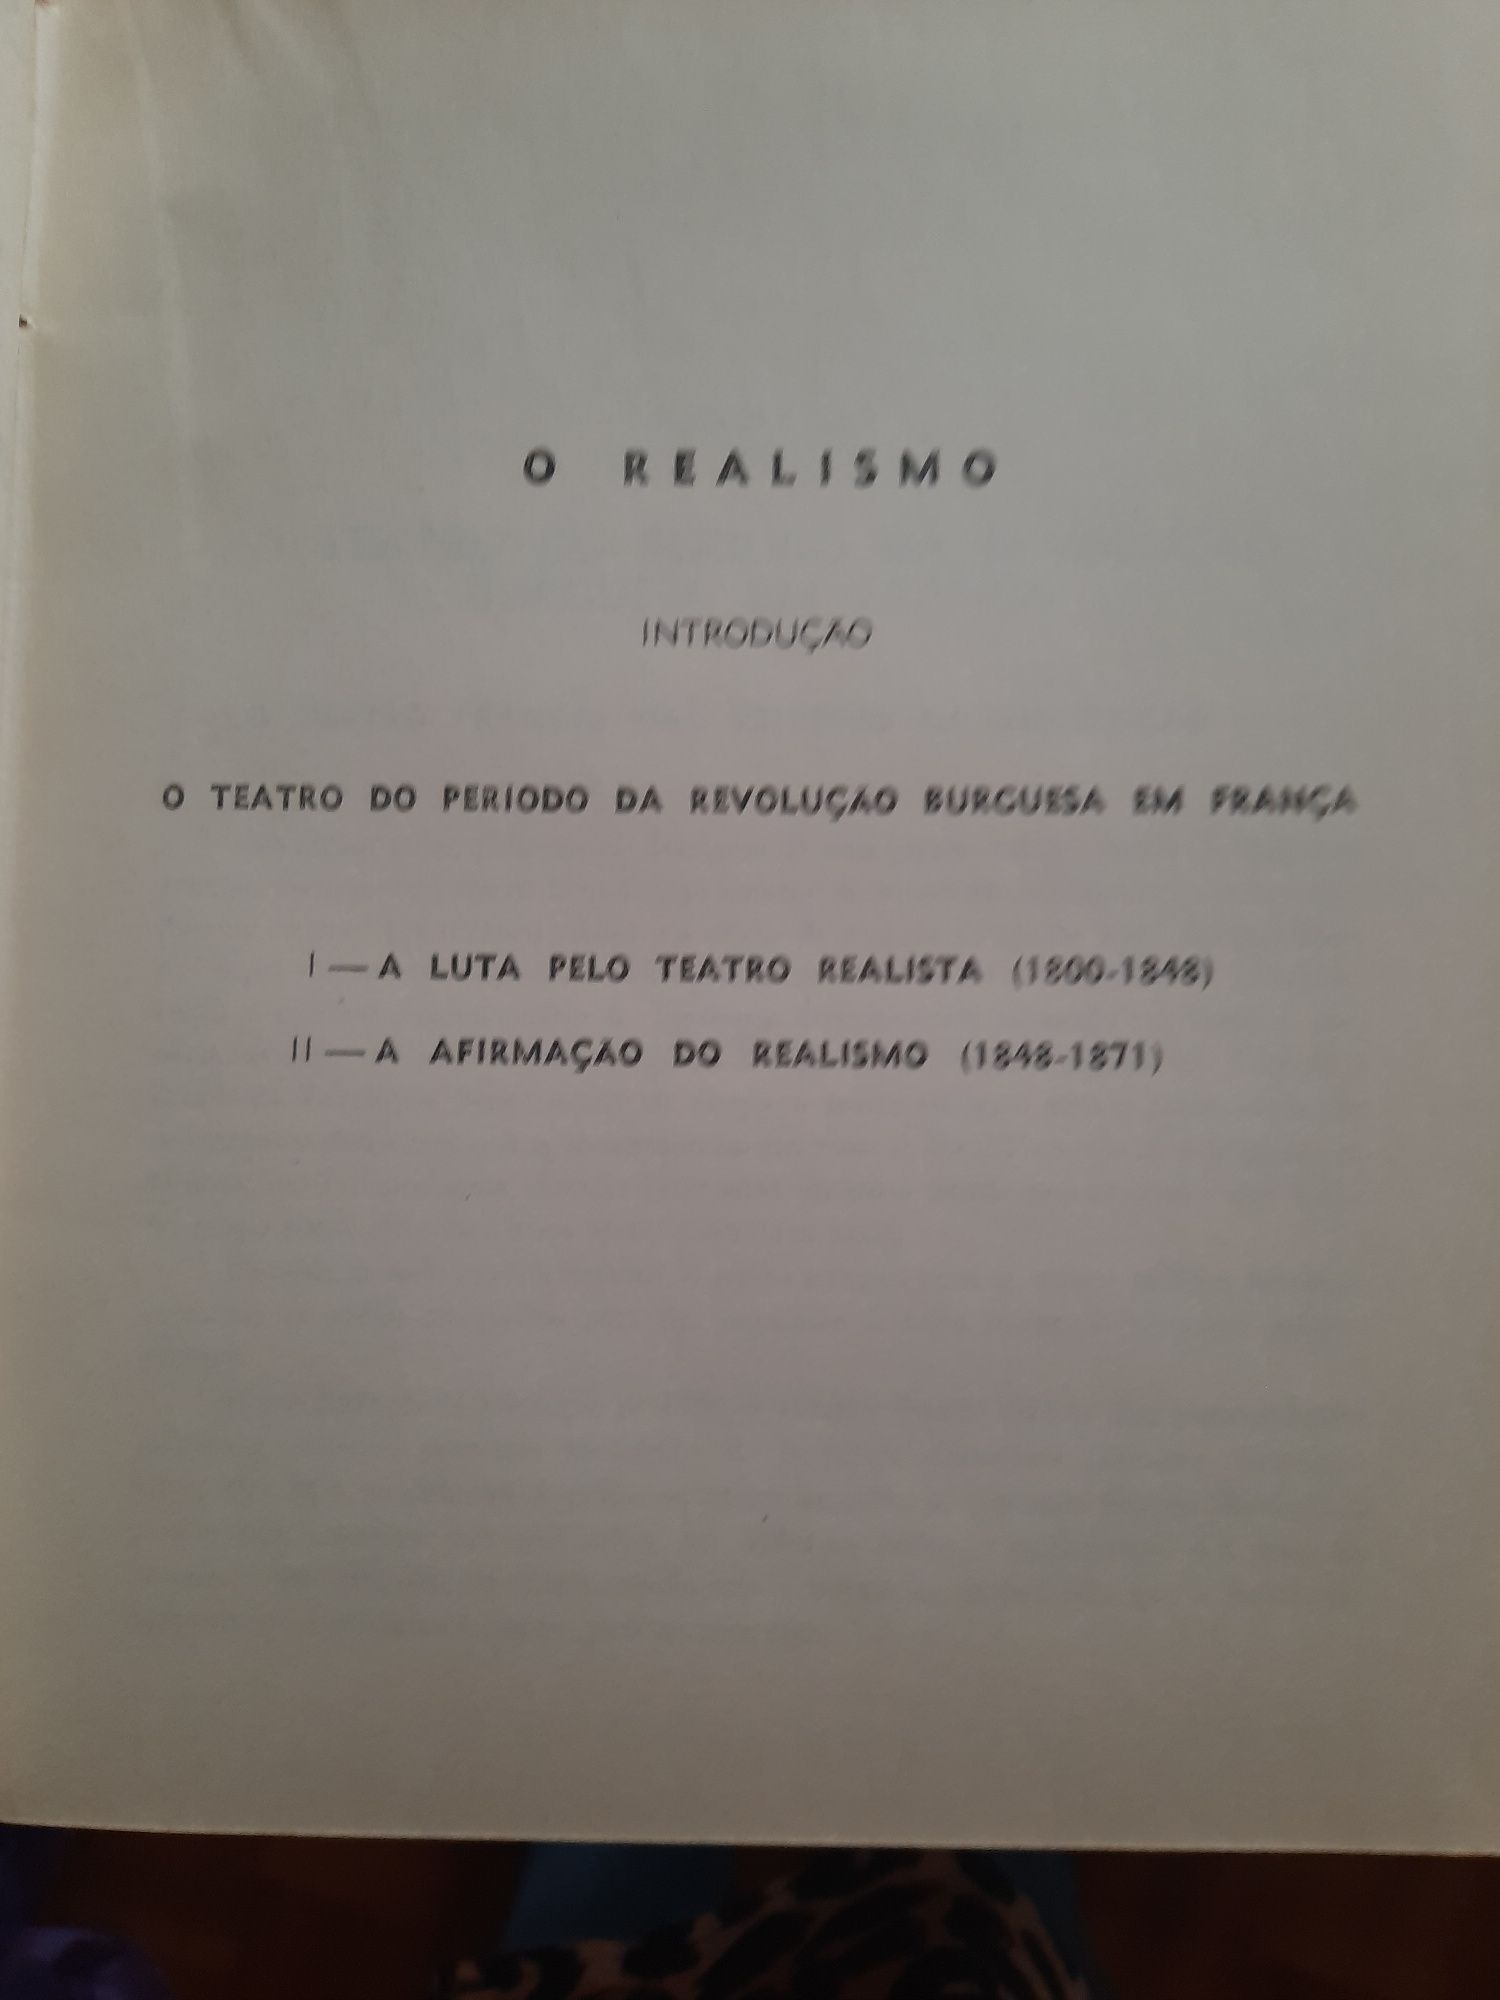 O REALISMO
INTRODUÇÃO
O TEATRO DO PERÍODO DA REVOLUÇÃO BURGUESA EM FRANÇA
I — A LUTA PELO TEATRO REALISTA (1800-1848)
II — A AFIRMAÇÃO DO REALISMO (1848-1871)